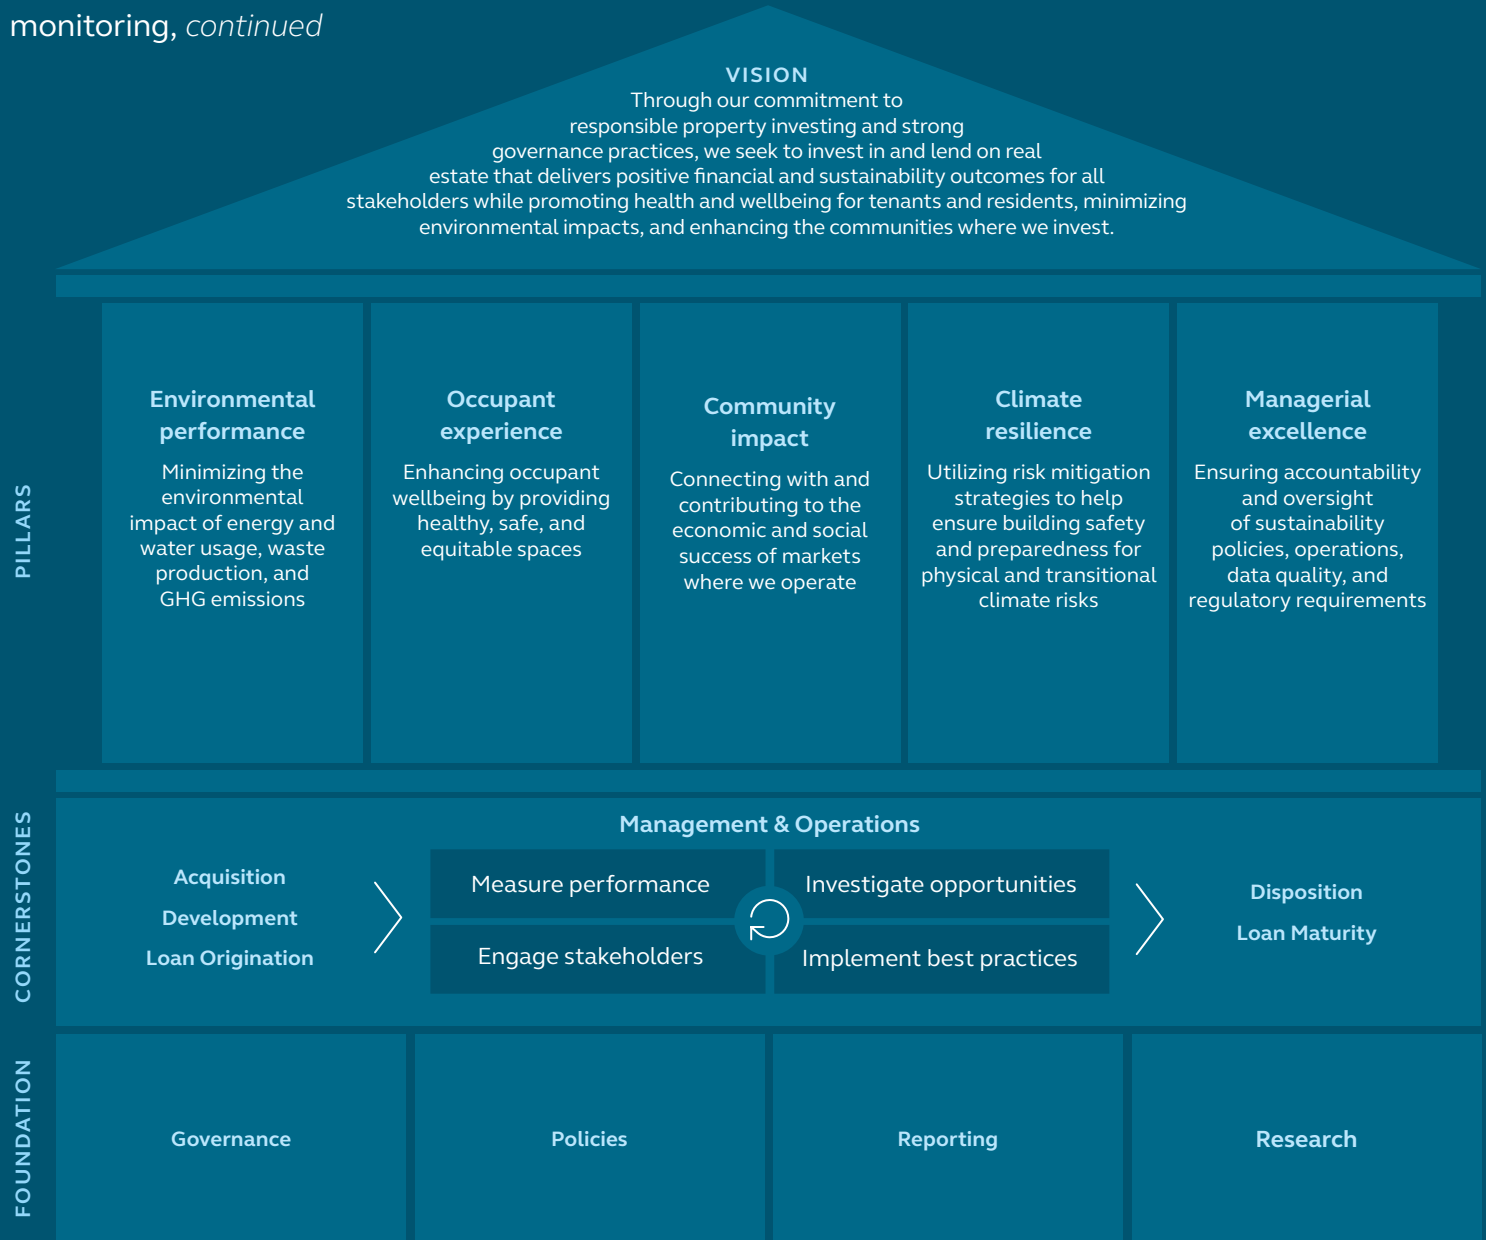 monitoring, continued
VISION
Through our commitment to
responsible property investing and strong
governance practices, we seek to invest in and lend on real
estate that delivers positive financial and sustainability outcomes for all
stakeholders while promoting health and wellbeing for tenants and residents, minimizing
environmental impacts, and enhancing the communities where we invest.
PILLARS
Environmental
performance
Minimizing the
environmental
impact of energy and
water usage, waste
production, and
GHG emissions
Occupant
experience
Enhancing occupant
wellbeing by providing
healthy, safe, and
equitable spaces
Community
impact
Connecting with and
contributing to the
economic and social
success of markets
where we operate
Climate
resilience
Utilizing risk mitigation
strategies to help
ensure building safety
and preparedness for
physical and transitional
climate risks
Managerial
excellence
Ensuring accountability
and oversight
of sustainability
policies, operations,
data quality, and
regulatory requirements
CORNERSTONES
Management & Operations
Acquisition
Development
Loan Origination
Measure performance
Investigate opportunities
Engage stakeholders
Implement best practices
Disposition
Loan Maturity
FOUNDATION
Governance
Policies
Reporting
Research